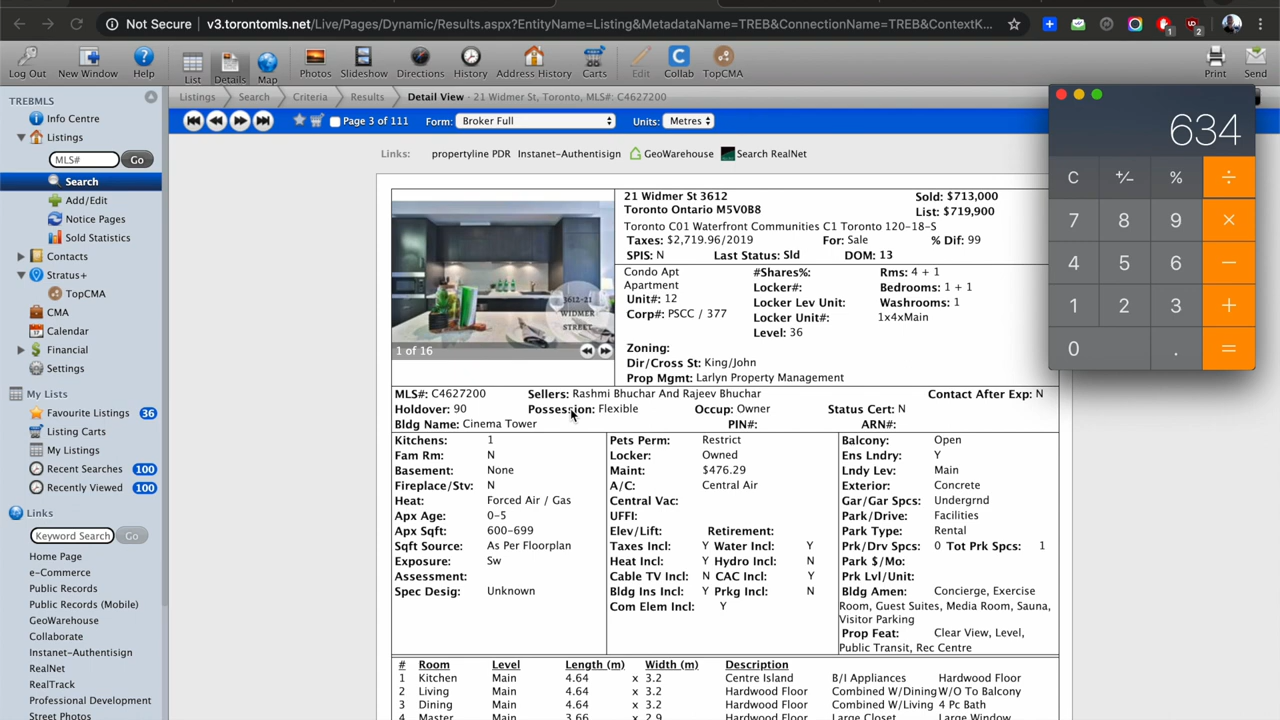 Not Secure | v3.torontomls.net/Live/Pages/Dynamic/Results.aspx?EntityName=Listing&MetadataName=TREB&ConnectionName=TREB&ContextK...
1 2
Log Out New Window Help List Details Map Photos Slideshow Directions History Address History Carts Edit Collab TopCMA Print Send
TREBMLS
Info Centre
Listings
MLS# Go
Search
Add/Edit
Notice Pages
Sold Statistics
Contacts
Stratus+
TopCMA
CMA
Calendar
Financial
Settings
My Lists
Favourite Listings 36
Listing Carts
My Listings
Recent Searches 100
Recently Viewed 100
Links
Keyword Search Go
Home Page
e-Commerce
Public Records
Public Records (Mobile)
GeoWarehouse
Collaborate
Instanet-Authentisign
RealNet
RealTrack
Professional Development
Street Photos
Listings Search Criteria Results Detail View · 21 Widmer St, Toronto, MLS#: C4627200
Page 3 of 111 Form: Broker Full Units: Metres
Links: propertyline PDR Instanet-Authentisign GeoWarehouse Search RealNet
3612-21
WIDMER
STREET
1 of 16
21 Widmer St 3612 Sold: $713,000
Toronto Ontario M5V0B8 List: $719,900
Toronto C01 Waterfront Communities C1 Toronto 120-18-S
Taxes: $2,719.96/2019 For: Sale % Dif: 99
SPIS: N Last Status: Sld DOM: 13
Condo Apt #Shares%: Rms: 4 + 1
Apartment Locker#: Bedrooms: 1 + 1
Unit#: 12 Locker Lev Unit: Washrooms: 1
Corp#: PSCC / 377 Locker Unit#: 1x4xMain
Level: 36
Zoning:
Dir/Cross St: King/John
Prop Mgmt: Larlyn Property Management
MLS#: C4627200 Sellers: Rashmi Bhuchar And Rajeev Bhuchar Contact After Exp: N
Holdover: 90 Possession: Flexible Occup: Owner Status Cert: N
Bldg Name: Cinema Tower PIN#: ARN#:
Kitchens: 1 Pets Perm: Restrict Balcony: Open
Fam Rm: N Locker: Owned Ens Lndry: Y
Basement: None Maint: $476.29 Lndy Lev: Main
Fireplace/Stv: N A/C: Central Air Exterior: Concrete
Heat: Forced Air / Gas Central Vac: Gar/Gar Spcs: Undergrnd
Apx Age: 0-5 UFFI: Park/Drive: Facilities
Apx Sqft: 600-699 Elev/Lift: Retirement: Park Type: Rental
Sqft Source: As Per Floorplan Taxes Incl: Y Water Incl: Y Prk/Drv Spcs: 0 Tot Prk Spcs: 1
Exposure: Sw Heat Incl: Y Hydro Incl: N Park $/Mo:
Assessment: Cable TV Incl: N CAC Incl: Y Prk Lvl/Unit:
Spec Desig: Unknown Bldg Ins Incl: Y Prkg Incl: N Bldg Amen: Concierge, Exercise
Com Elem Incl: Y Room, Guest Suites, Media Room, Sauna,
Visitor Parking
Prop Feat: Clear View, Level,
Public Transit, Rec Centre
# Room Level Length (m) Width (m) Description
1 Kitchen Main 4.64 x 3.2 Centre Island B/I Appliances Hardwood Floor
2 Living Main 4.64 x 3.2 Hardwood Floor Combined W/Dining W/O To Balcony
3 Dining Main 4.64 x 3.2 Hardwood Floor Combined W/Living 4 Pc Bath
4 Master Main 3.66 x 2.9 Hardwood Floor Large Closet Large Window
634
C +/- % ÷
7 8 9 ×
4 5 6 −
1 2 3 +
0 . =